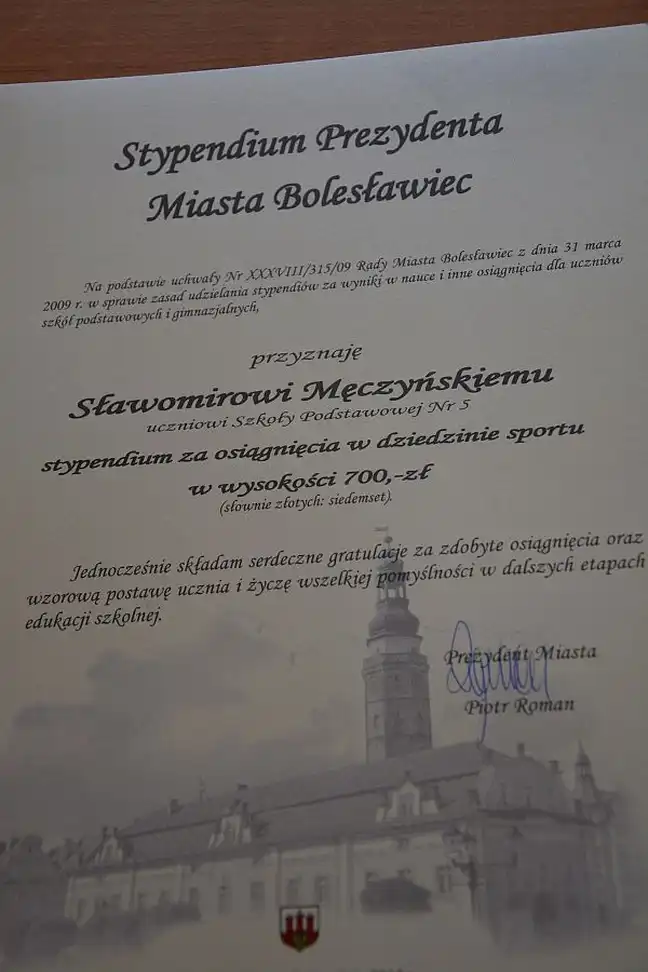 Stypendium Prezydenta
Miasta Bolesławiec
Na podstawie uchwały Nr XXXVIII/315/09 Rady Miasta Bolesławiec z dnia 31 marca
2009 r. w sprawie zasad udzielania stypendiów za wyniki w nauce i inne osiągnięcia dla uczniów
szkół podstawowych i gimnazjalnych,
przyznaję
Sławomirowi Męczyńskiemu
uczniowi Szkoły Podstawowej Nr 5
stypendium za osiągnięcia w dziedzinie sportu
w wysokości 700,-zł
(słownie złotych: siedemset).
Jednocześnie składam serdeczne gratulacje za zdobyte osiągnięcia oraz
wzorową postawę ucznia i życzę wszelkiej pomyślności w dalszych etapach
edukacji szkolnej.
Prezydent Miasta
Piotr Roman